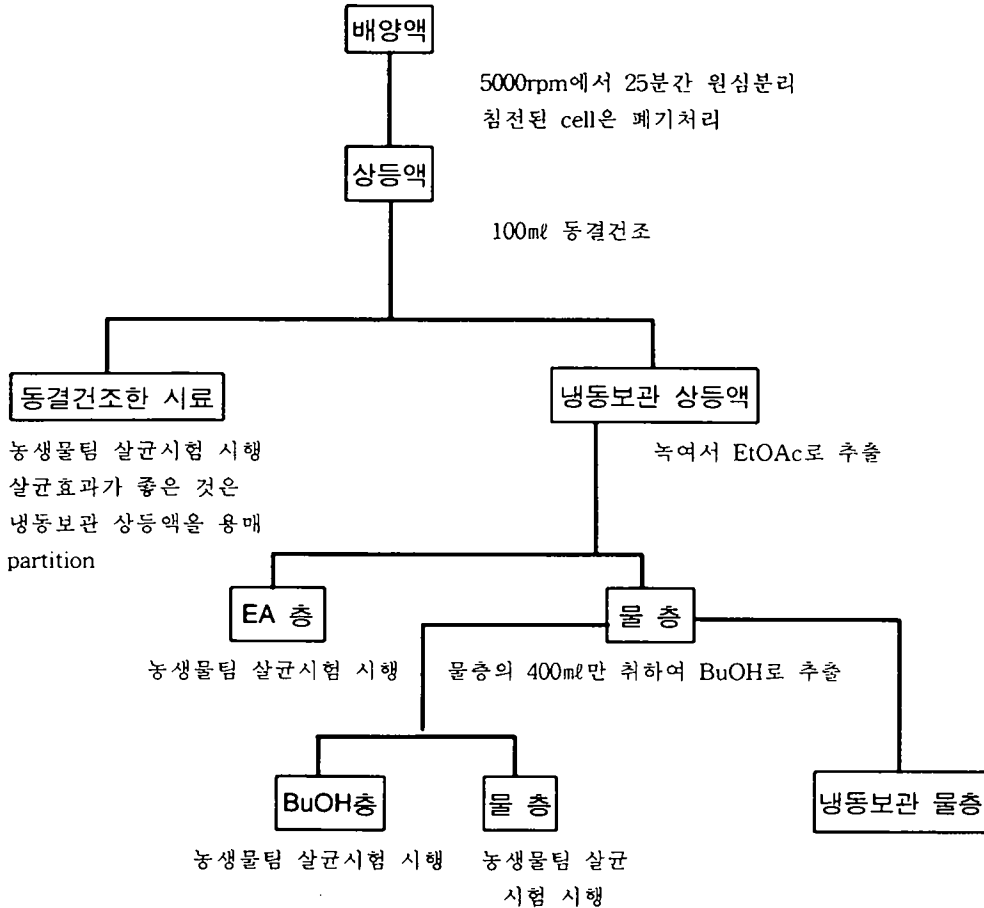 배양액
5000rpm에서 25분간 원심분리
침전된 cell은 폐기처리
상등액
100㎖ 동결건조
동결건조한 시료
냉동보관 상등액
농생물팀 살균시험 시행
살균효과가 좋은 것은
냉동보관 상등액을 용매
partition
녹여서 EtOAc로 추출
EA 층
물 층
농생물팀 살균시험 시행
물층의 400㎖만 취하여 BuOH로 추출
BuOH층
물 층
냉동보관 물층
농생물팀 살균시험 시행
농생물팀 살균
시험 시행